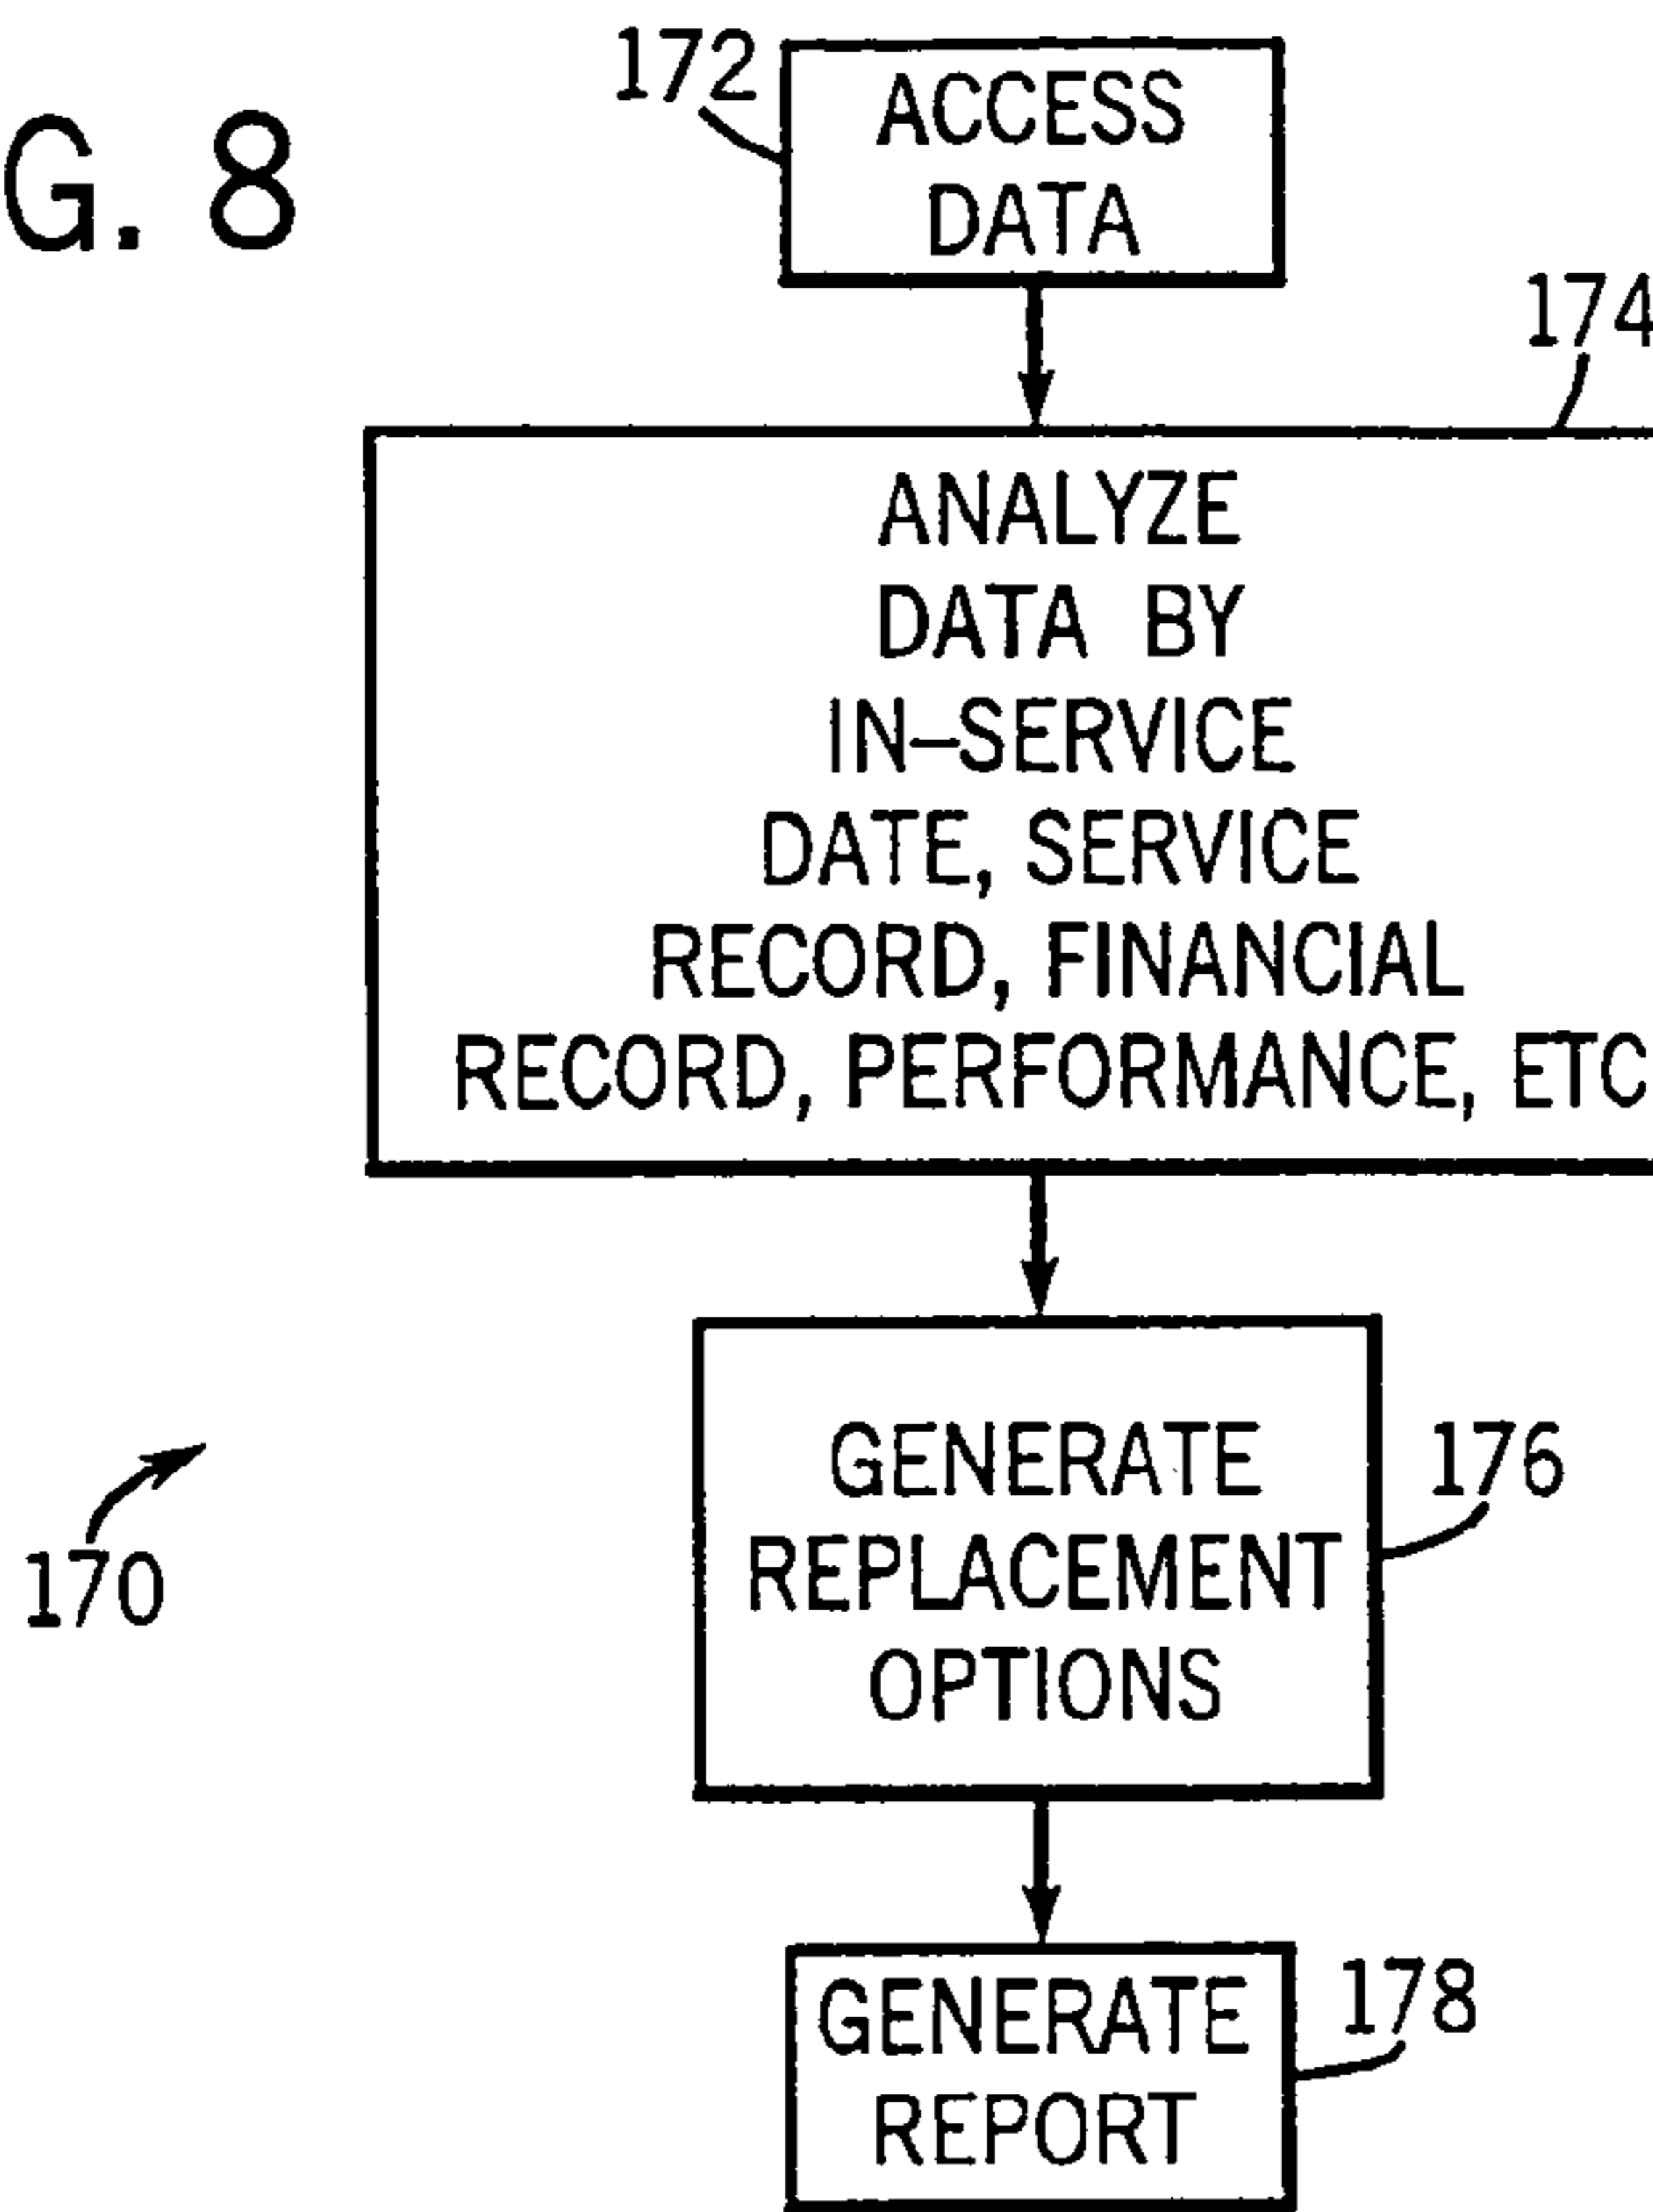 G. 8
172
ACCESS
DATA
174
ANALYZE
DATA BY
IN-SERVICE
DATE, SERVICE
RECORD, FINANCIAL
RECORD, PERFORMANCE, ETC
GENERATE
REPLACEMENT
OPTIONS
176
170
GENERATE
REPORT
178